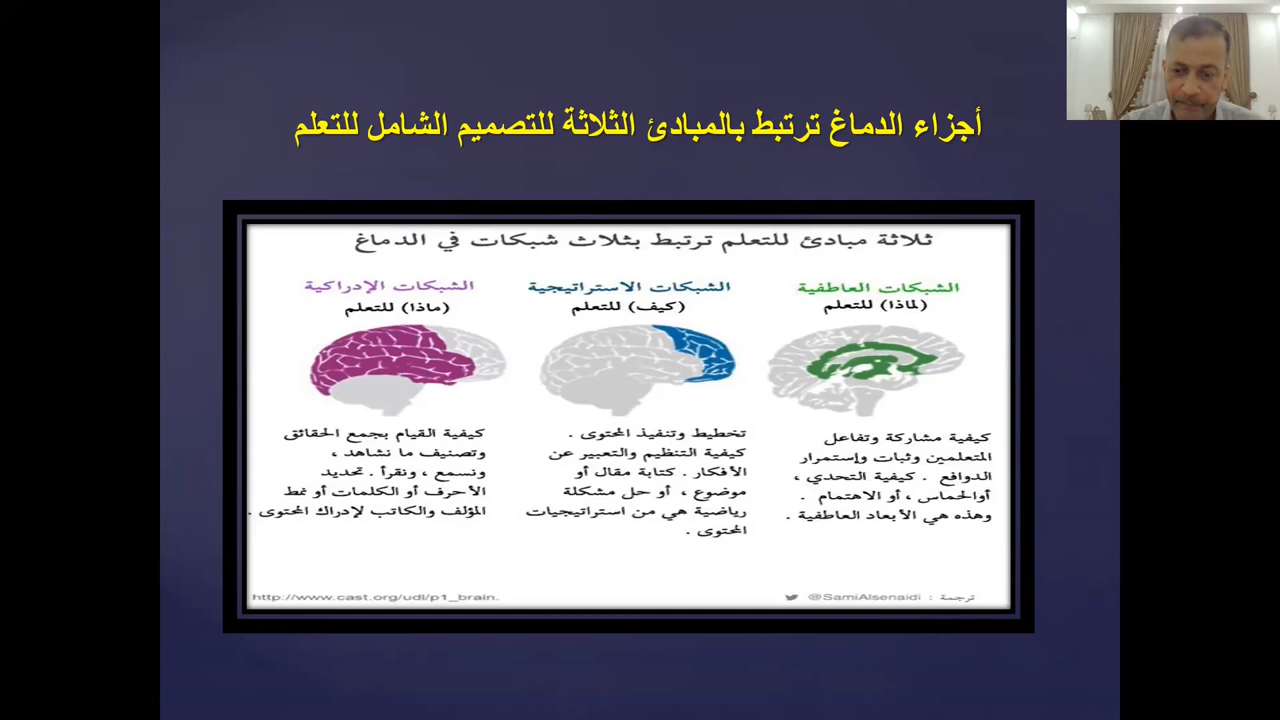 أجزاء الدماغ ترتبط بالمبادئ الثلاثة للتصميم الشامل للتعلم
ثلاثة مبادئ للتعلم ترتبط بثلاث شبكات في الدماغ
الشبكات العاطفية
(لماذا) للتعلم
كيفية مشاركة وتفاعل
المتعلمين وثبات وإستمرار
الدوافع . كيفية التحدي ،
أوالحماس ، أو الاهتمام .
وهذه هي الأبعاد العاطفية .
الشبكات الاستراتيجية
(كيف) للتعلم
تخطيط وتنفيذ المحتوى .
كيفية التنظيم والتعبير عن
الأفكار . كتابة مقال أو
موضوع ، أو حل مشكلة
رياضية هي من استراتيجيات
المحتوى .
الشبكات الإدراكية
(ماذا) للتعلم
كيفية القيام بجمع الحقائق
وتصنيف ما نشاهد ،
ونسمع ، ونقرأ . تحديد
الأحرف أو الكلمات أو نمط
المؤلف والكاتب لإدراك المحتوى .
ترجمة : @SamiAlsenaidi
http://www.cast.org/udl/p1_brain.